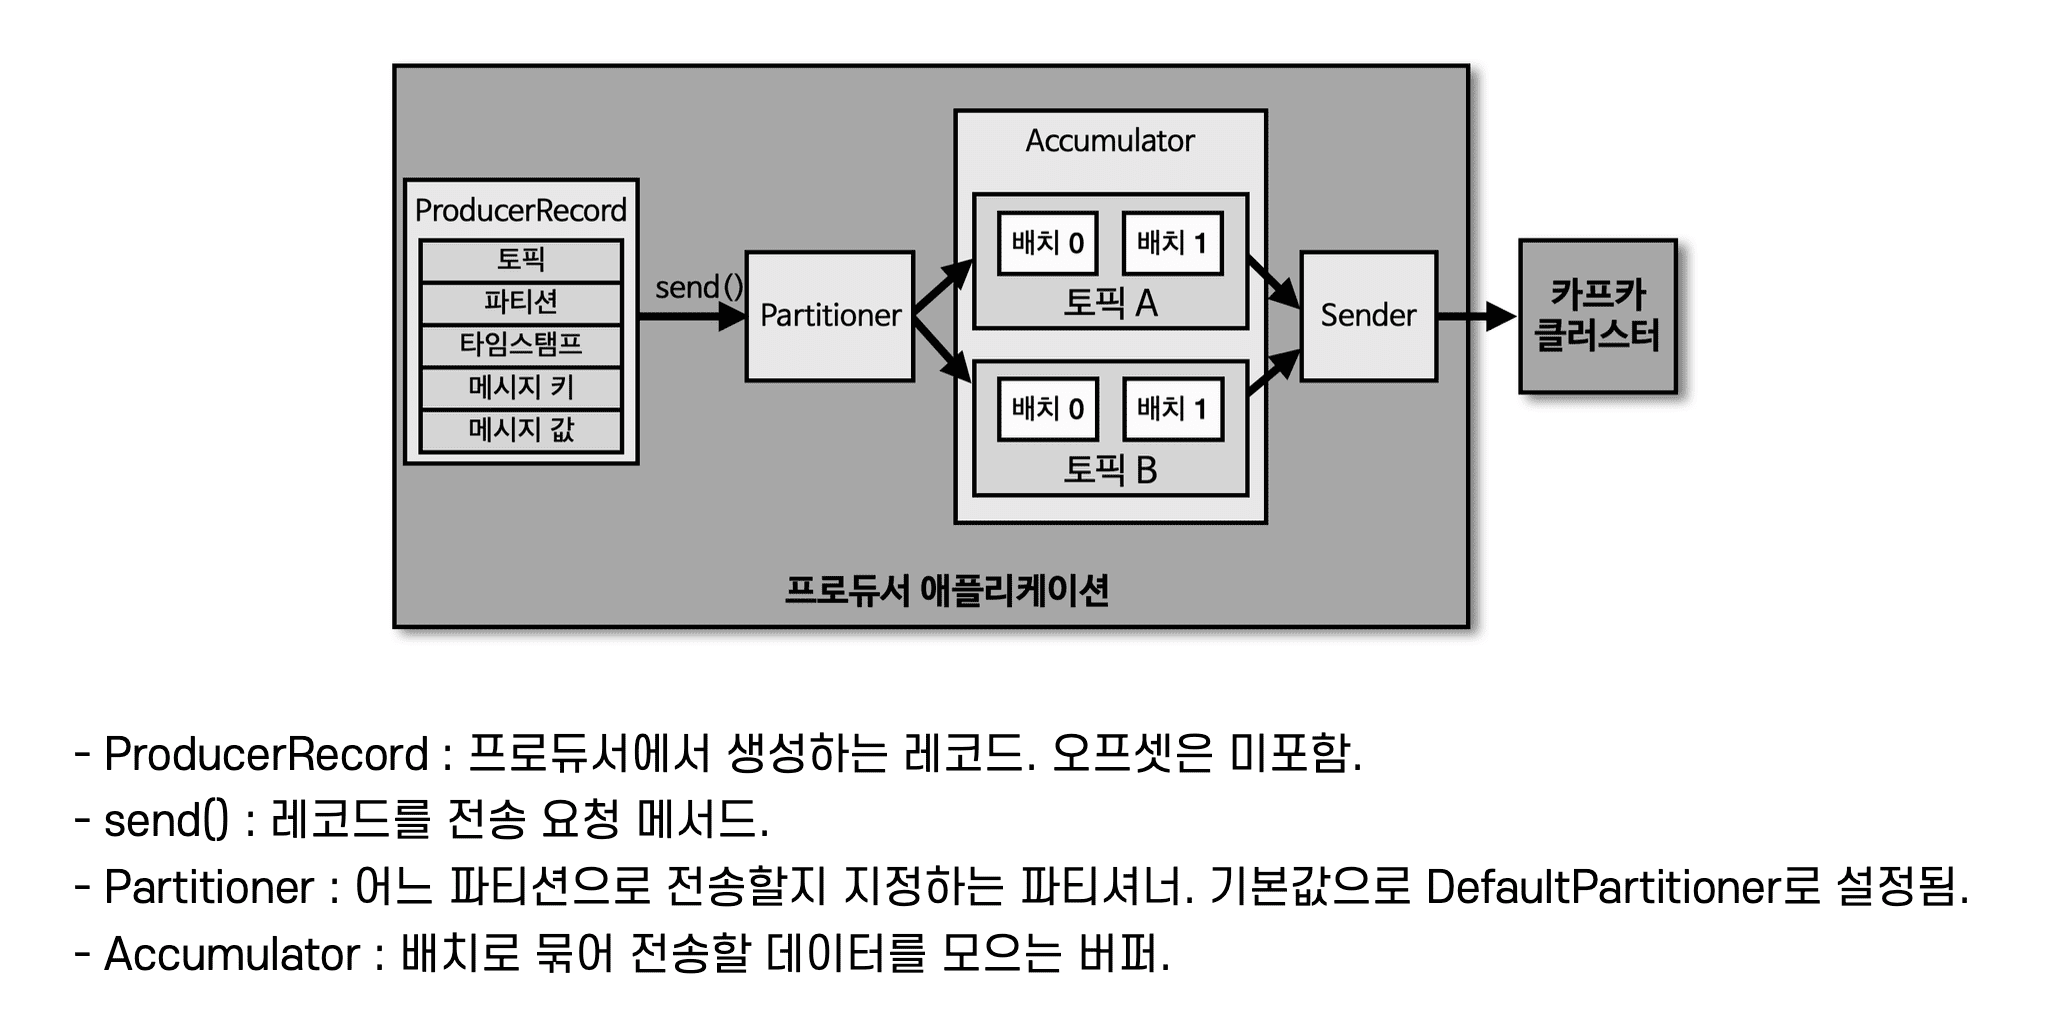 ProducerRecord
토픽
파티션
타임스탬프
메시지 키
메시지 값
send()
Partitioner
Accumulator
배치 0
배치 1
토픽 A
배치 0
배치 1
토픽 B
Sender
카프카
클러스터
프로듀서 애플리케이션
- ProducerRecord : 프로듀서에서 생성하는 레코드. 오프셋은 미포함.
- send() : 레코드를 전송 요청 메서드.
- Partitioner : 어느 파티션으로 전송할지 지정하는 파티셔너. 기본값으로 DefaultPartitioner로 설정됨.
- Accumulator : 배치로 묶어 전송할 데이터를 모으는 버퍼.